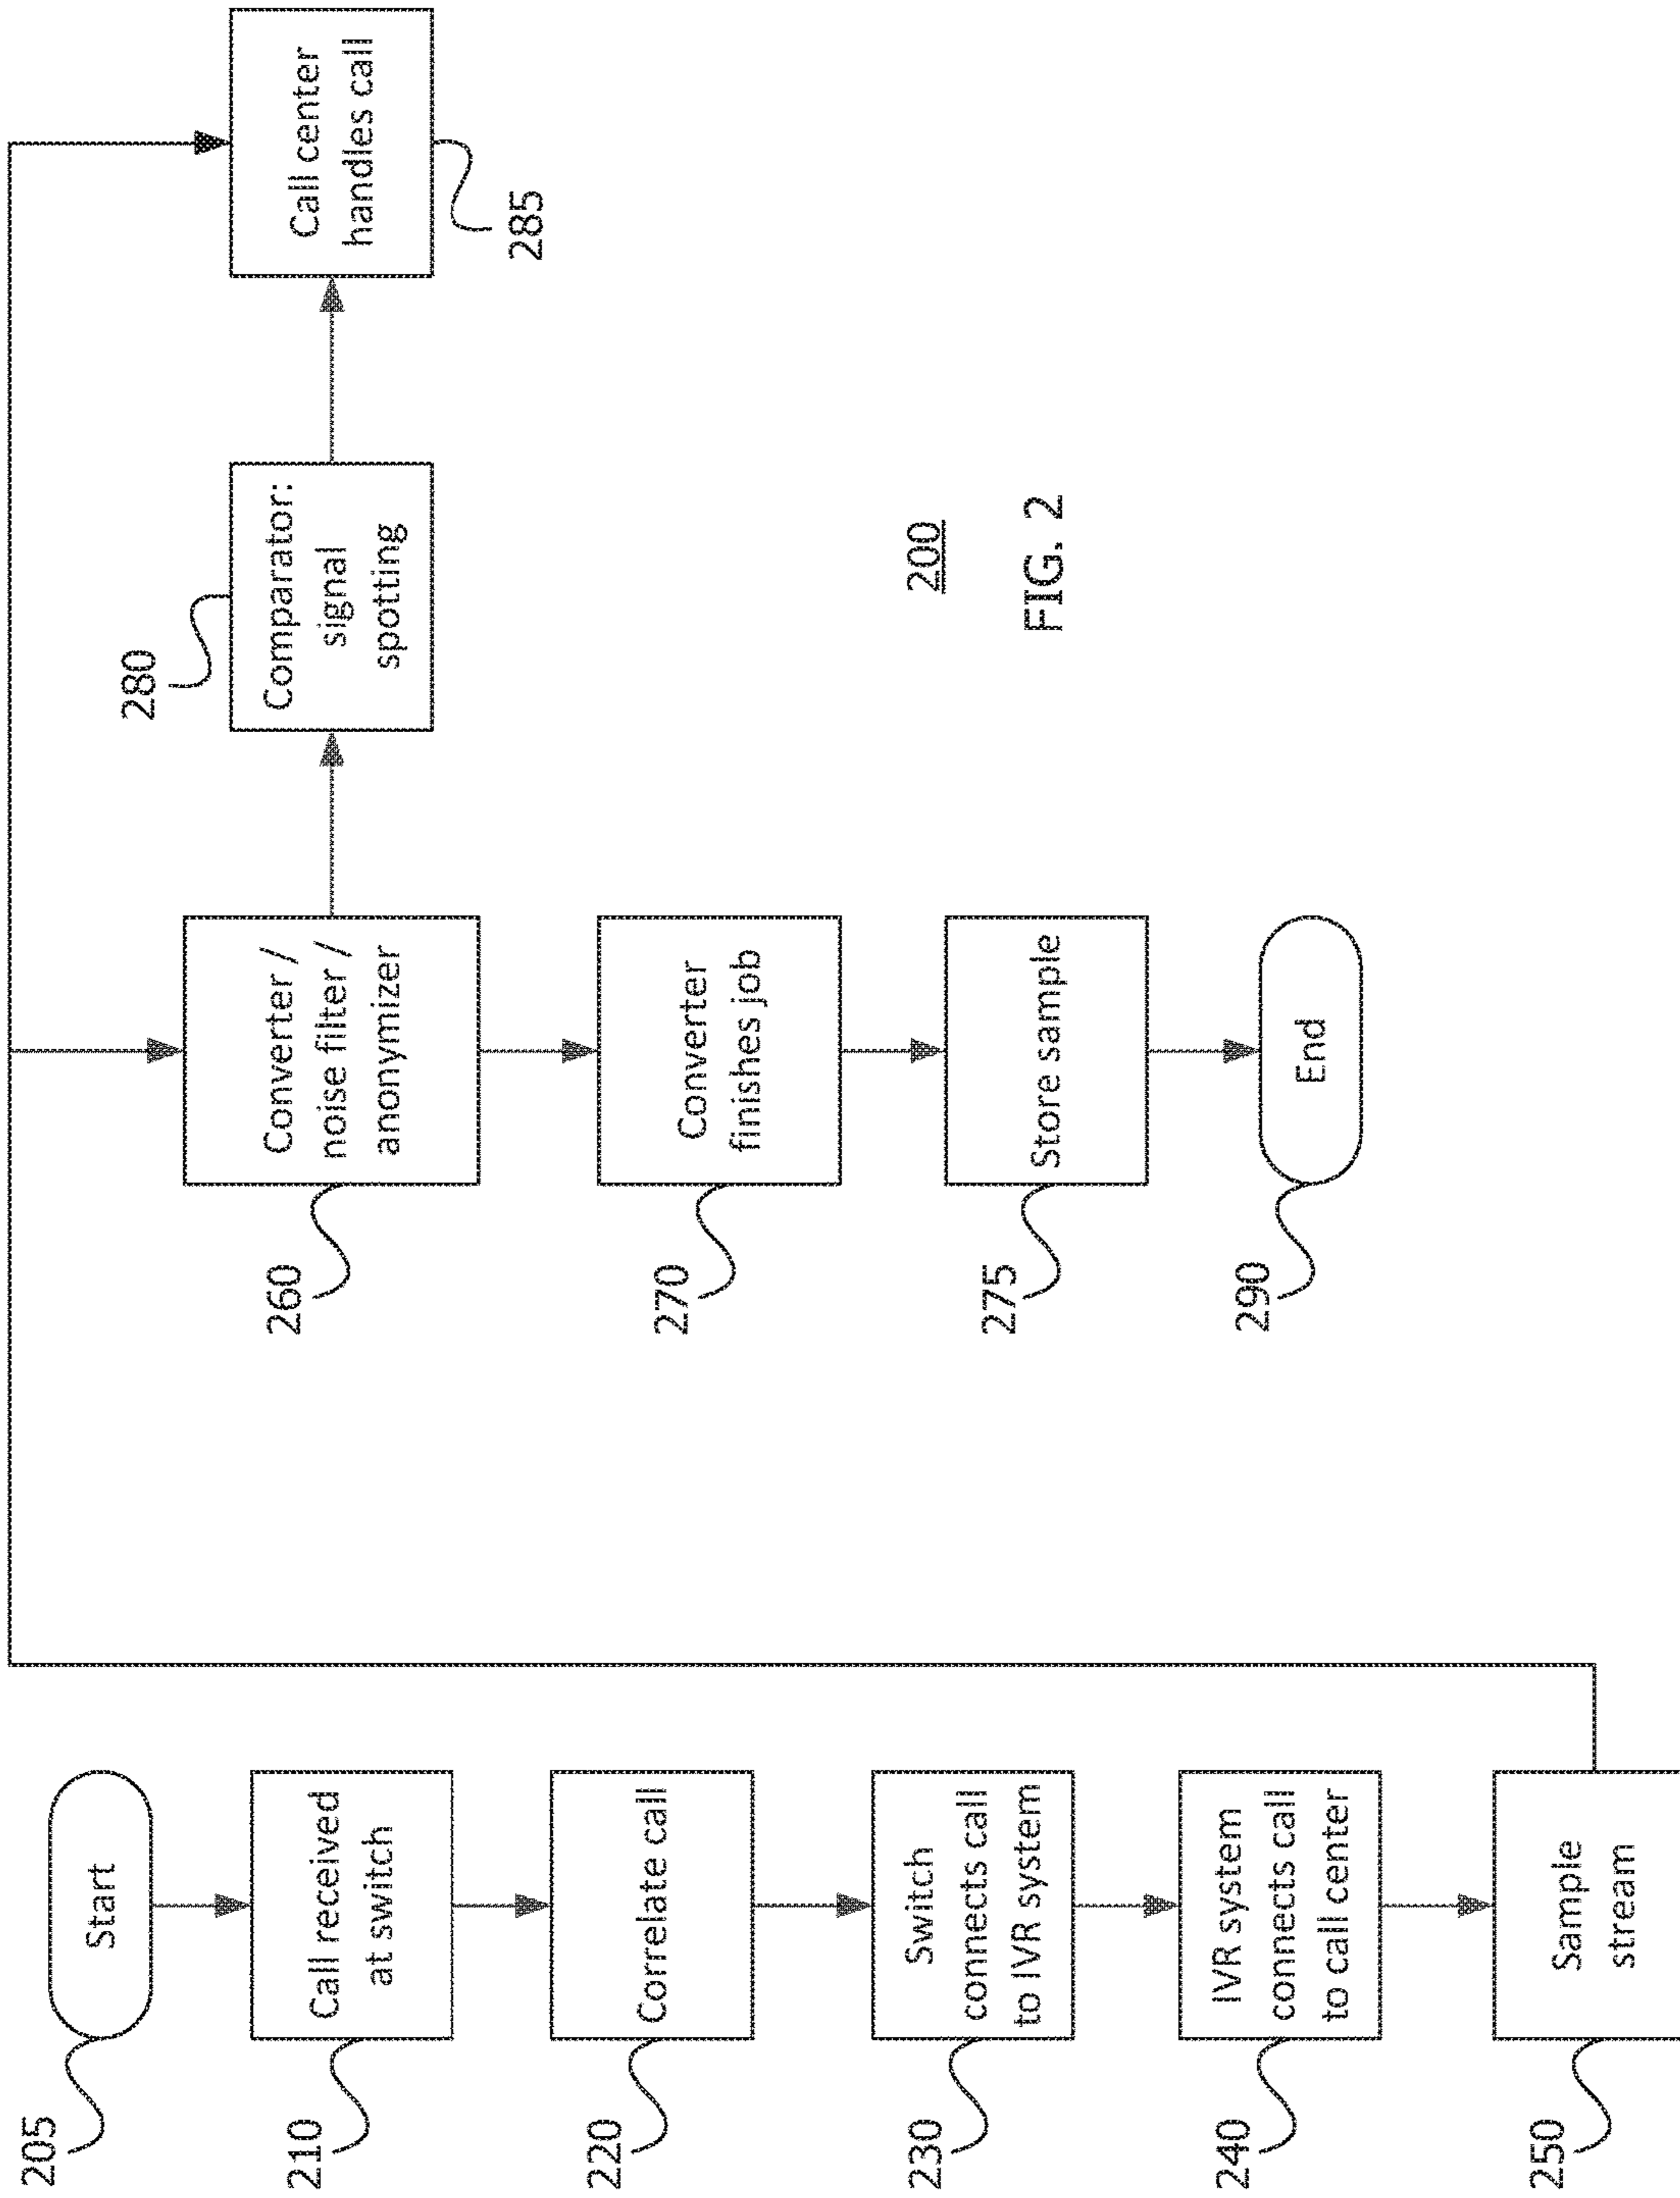 205
Start
210
Call received
at switch
220
Correlate call
230
Switch
connects call
to IVR system
240
IVR system
connects call
to call center
250
Sample
stream
260
Converter /
noise filter /
anonymizer
270
Converter
finishes job
275
Store sample
290
End
280
Comparator:
signal
spotting
285
Call center
handles call
200
FIG. 2